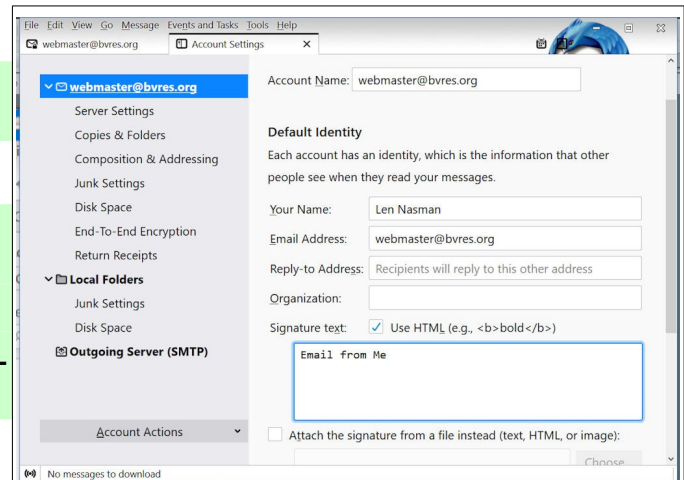 File Edit View Go Message Events and Tasks Tools Help
webmaster@bvres.org Account Settings
webmaster@bvres.org
Server Settings
Copies & Folders
Composition & Addressing
Junk Settings
Disk Space
End-To-End Encryption
Return Receipts
Local Folders
Junk Settings
Disk Space
Outgoing Server (SMTP)
Account Actions
Account Name: webmaster@bvres.org
Default Identity
Each account has an identity, which is the information that other
people see when they read your messages.
Your Name: Len Nasman
Email Address: webmaster@bvres.org
Reply-to Address: Recipients will reply to this other address
Organization:
Signature text: Use HTML (e.g., <b>bold</b>)
Email from Me
Attach the signature from a file instead (text, HTML, or image):
Choose...
No messages to download